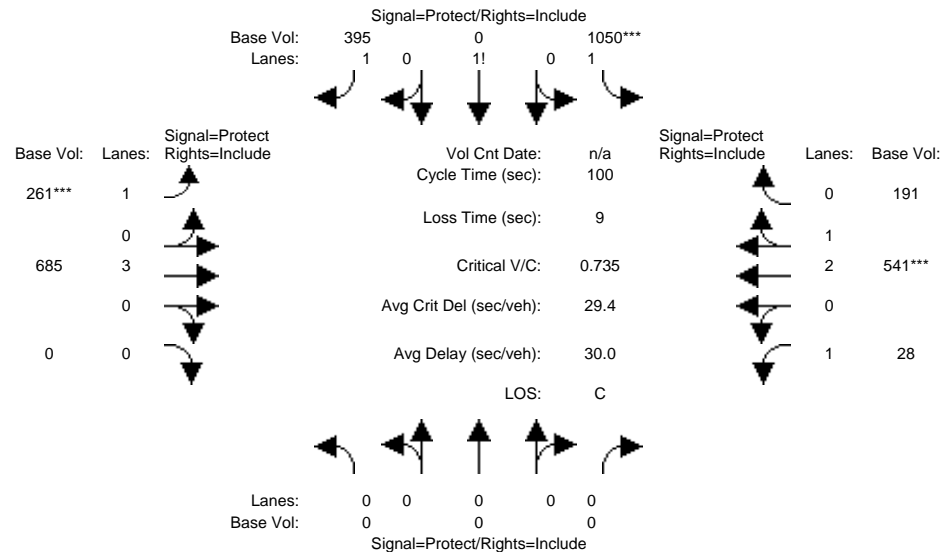 Signal=Protect/Rights=Include
Base Vol: 395 0 1050***
Lanes: 1 0 1! 0 1
Signal=Protect
Base Vol: Lanes: Rights=Include
261*** 1
0
685 3
0
0 0
Vol Cnt Date: n/a
Cycle Time (sec): 100
Loss Time (sec): 9
Critical V/C: 0.735
Avg Crit Del (sec/veh): 29.4
Avg Delay (sec/veh): 30.0
LOS: C
Signal=Protect
Rights=Include Lanes: Base Vol:
0 191
1
2 541***
0
1 28
Lanes: 0 0 0 0 0
Base Vol: 0 0 0
Signal=Protect/Rights=Include